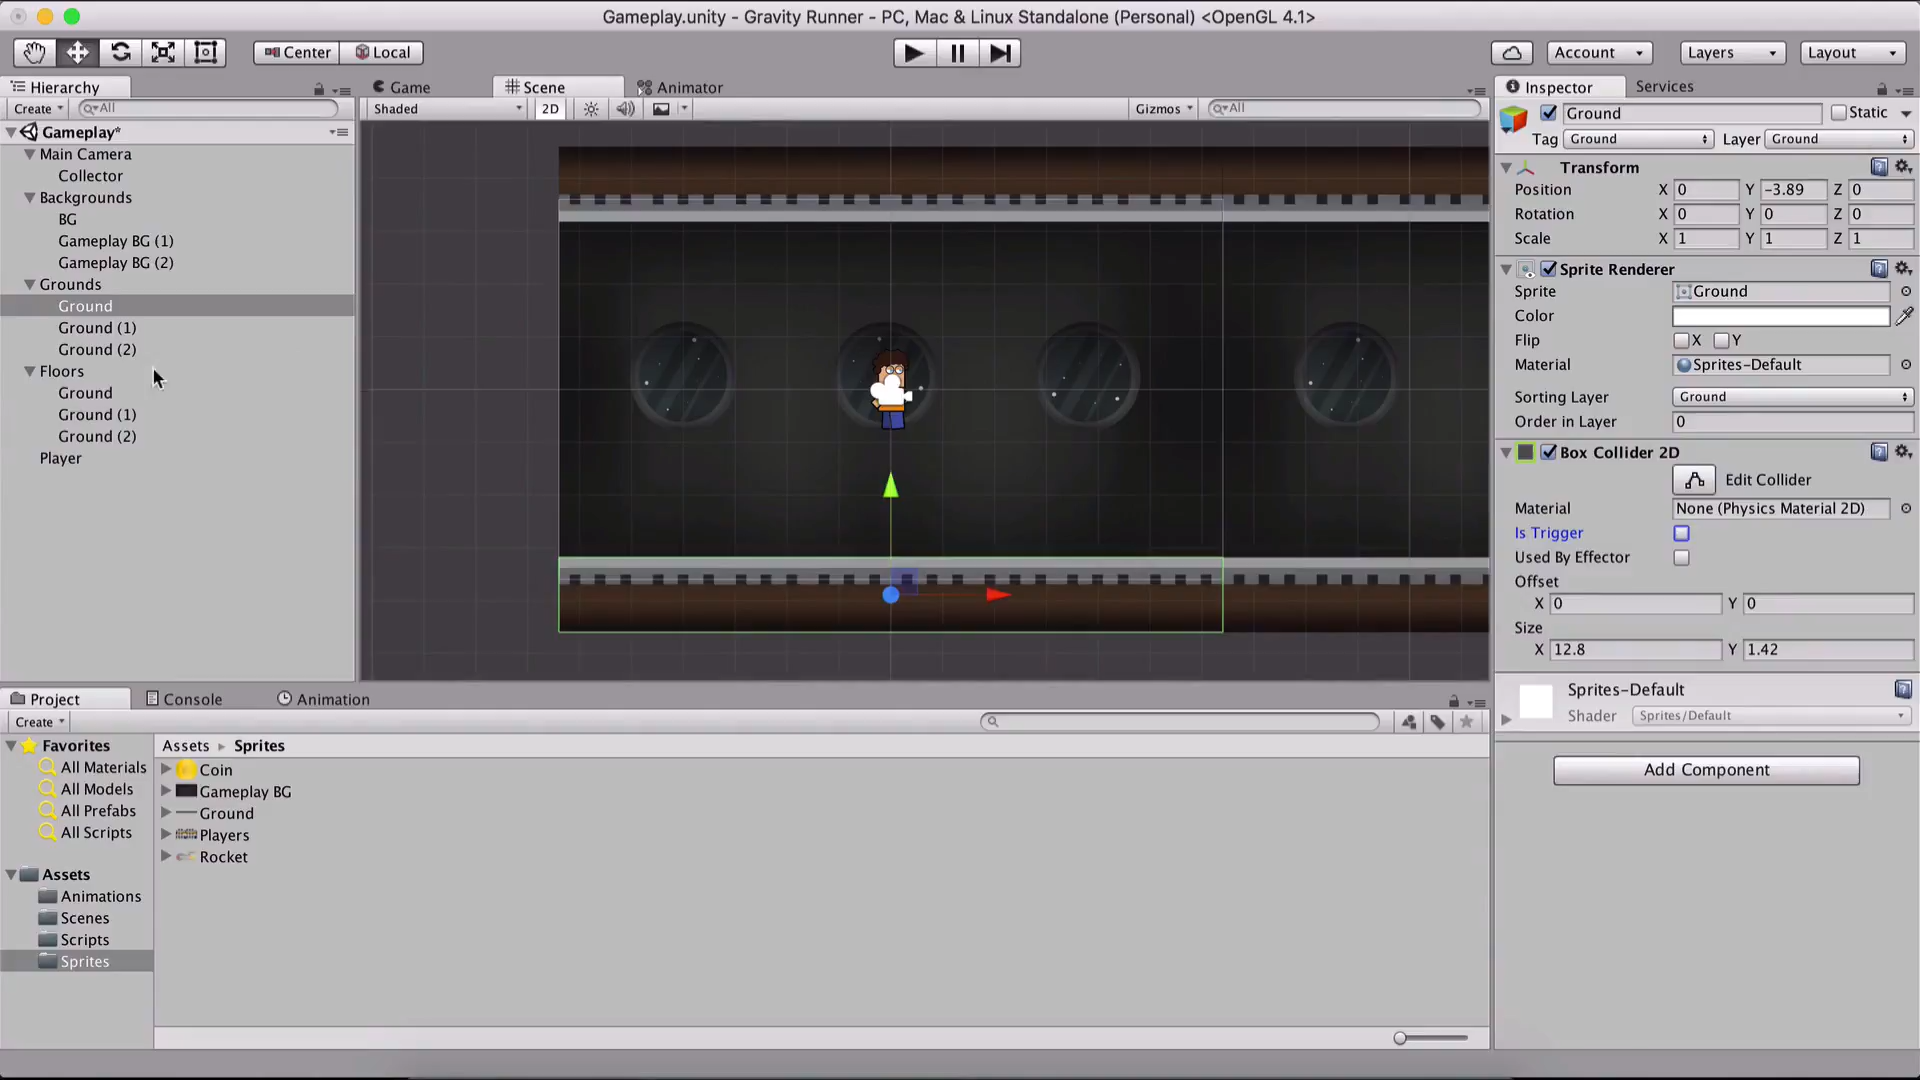 Gameplay.unity - Gravity Runner - PC, Mac & Linux Standalone (Personal) <OpenGL 4.1>
Center Local Account Layers Layout
Hierarchy
Create All
Gameplay*
Main Camera
Collector
Backgrounds
BG
Gameplay BG (1)
Gameplay BG (2)
Grounds
Ground
Ground (1)
Ground (2)
Floors
Ground
Ground (1)
Ground (2)
Player
Game Scene Animator
Shaded 2D Gizmos All
Inspector Services
Ground Static
Tag Ground Layer Ground
Transform
Position X 0 Y -3.89 Z 0
Rotation X 0 Y 0 Z 0
Scale X 1 Y 1 Z 1
Sprite Renderer
Sprite Ground
Color
Flip X Y
Material Sprites-Default
Sorting Layer Ground
Order in Layer 0
Box Collider 2D
Edit Collider
Material None (Physics Material 2D)
Is Trigger
Used By Effector
Offset
X 0 Y 0
Size
X 12.8 Y 1.42
Sprites-Default
Shader Sprites/Default
Add Component
Project Console Animation
Create
Favorites
All Materials
All Models
All Prefabs
All Scripts
Assets
Animations
Scenes
Scripts
Sprites
Assets Sprites
Coin
Gameplay BG
Ground
Players
Rocket